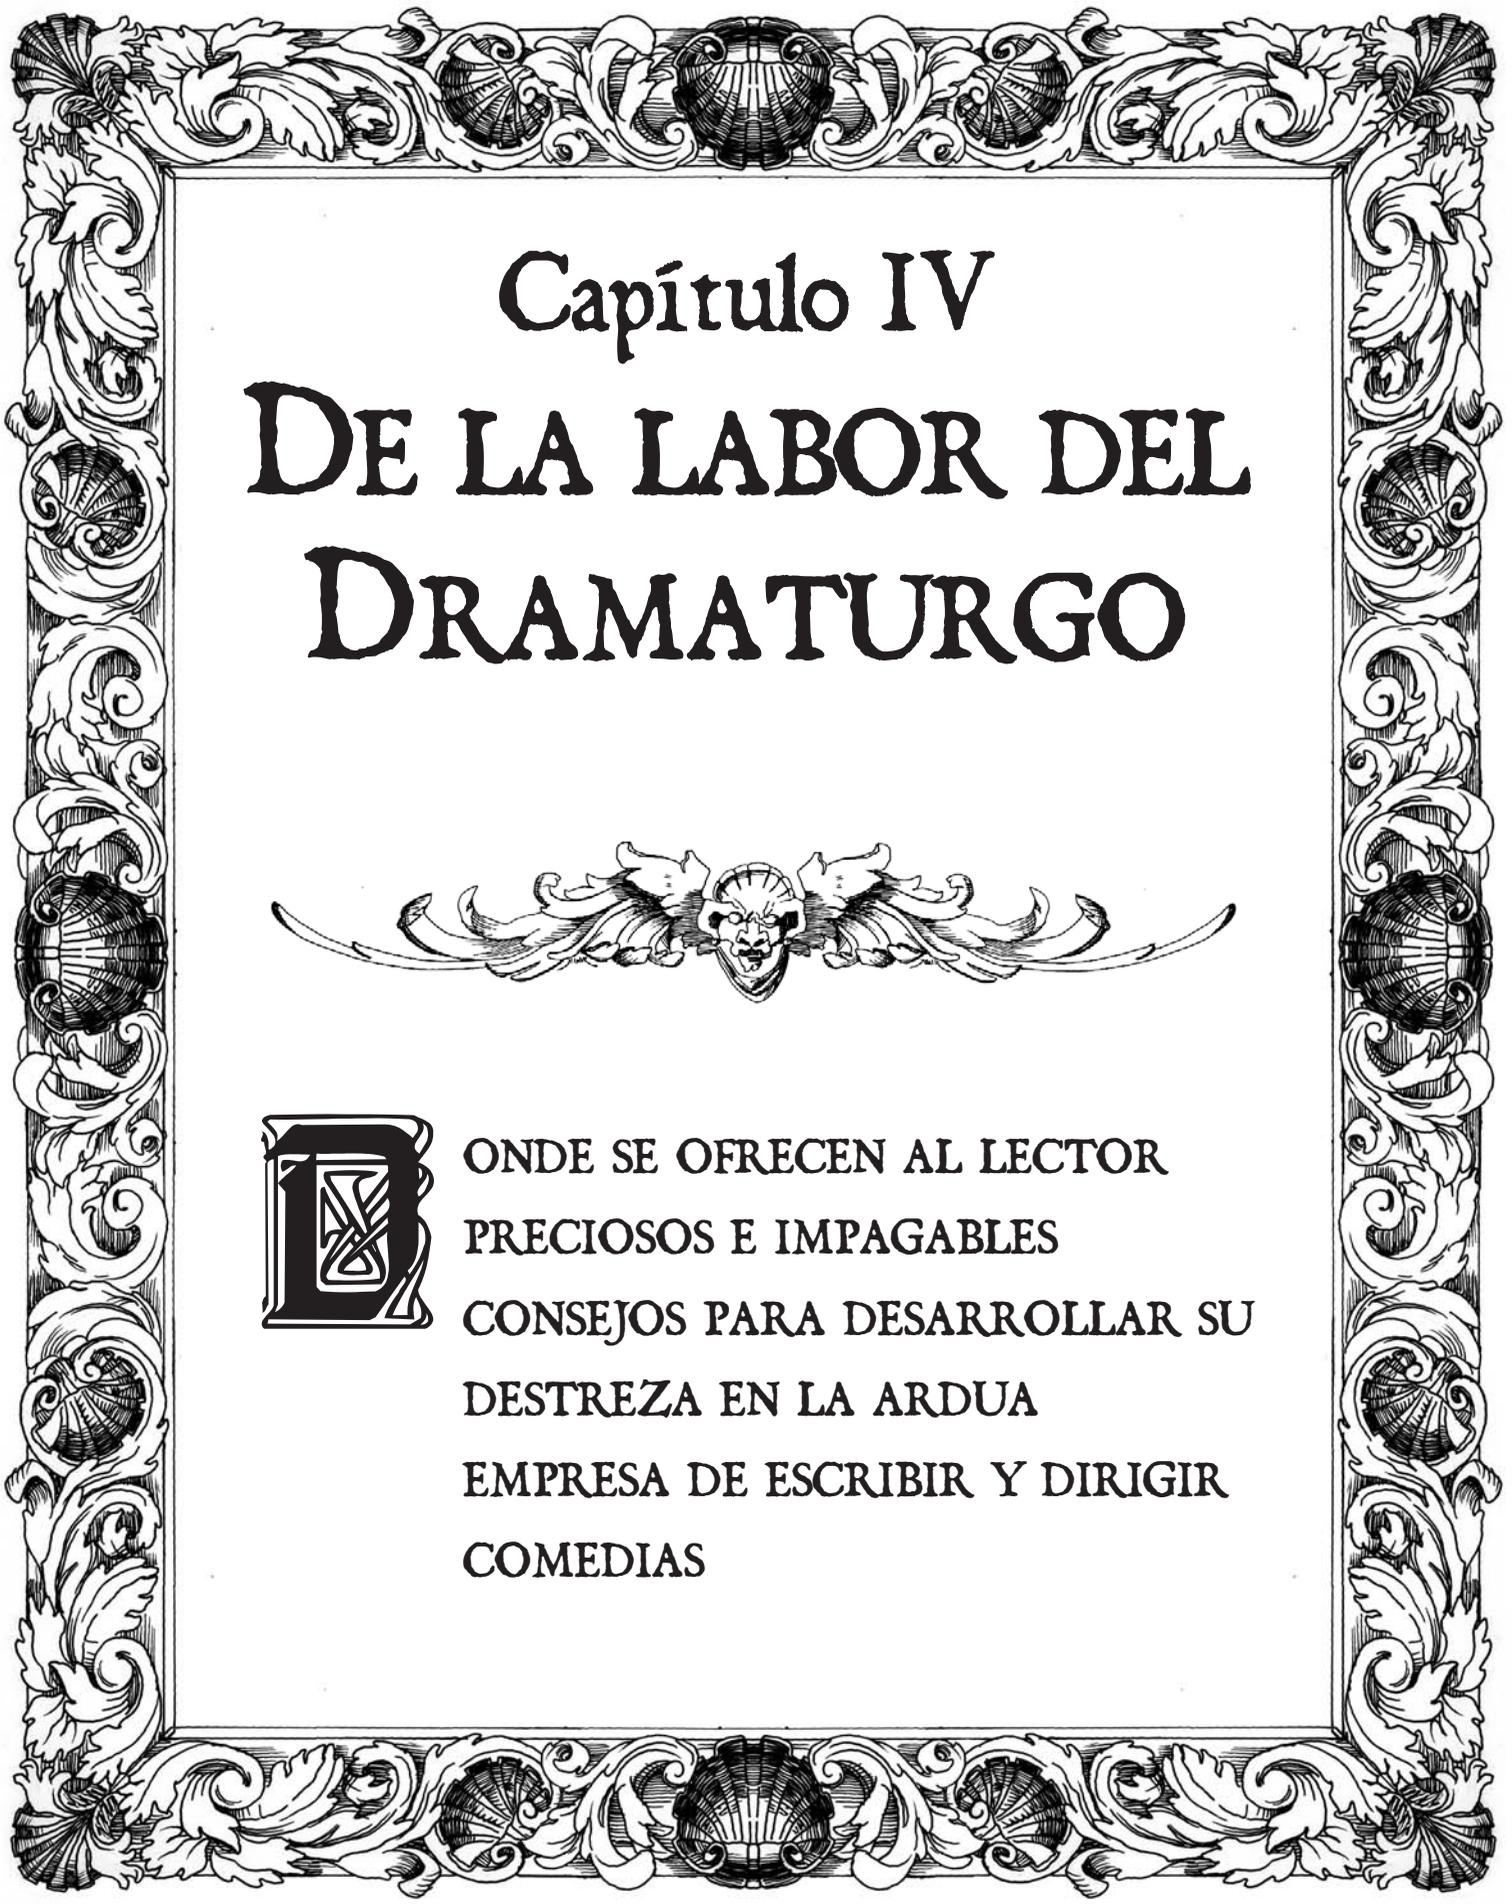 Capítulo IV
DE LA LABOR DEL
DRAMATURGO
DONDE SE OFRECEN AL LECTOR
PRECIOSOS E IMPAGABLES
CONSEJOS PARA DESARROLLAR SU
DESTREZA EN LA ARDUA
EMPRESA DE ESCRIBIR Y DIRIGIR
COMEDIAS